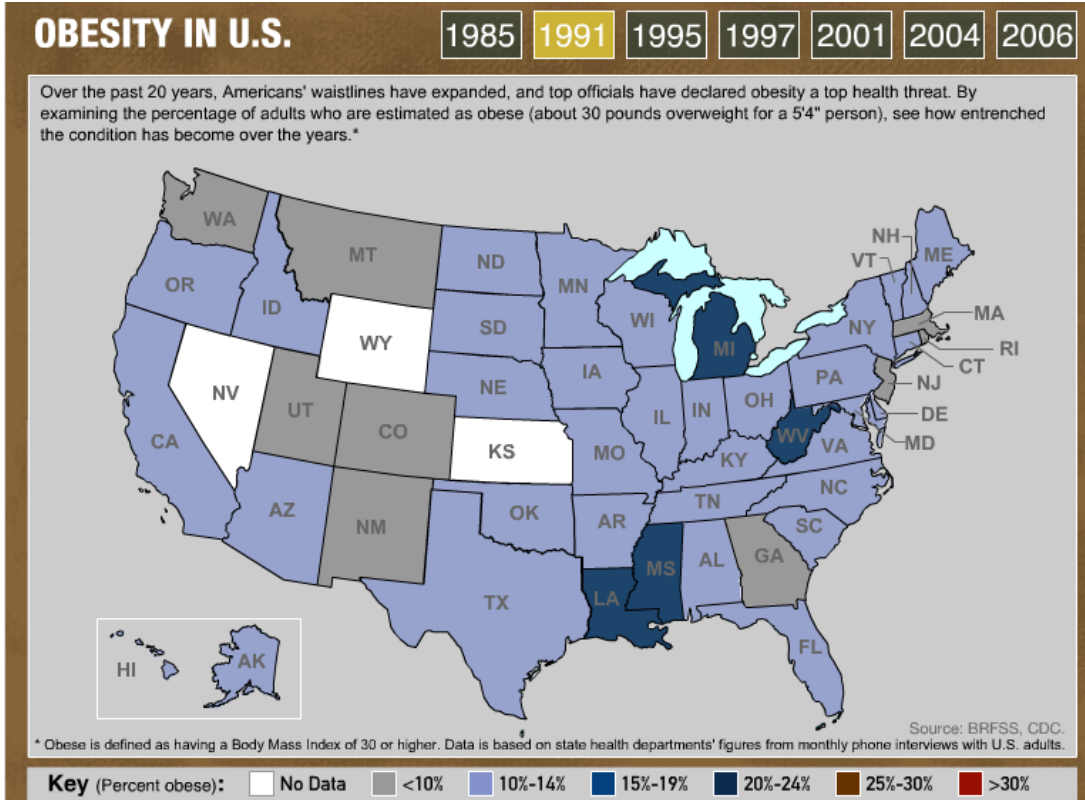 OBESITY IN U.S.
1985 1991 1995 1997 2001 2004 2006
Over the past 20 years, Americans' waistlines have expanded, and top officials have declared obesity a top health threat. By
examining the percentage of adults who are estimated as obese (about 30 pounds overweight for a 5'4" person), see how entrenched
the condition has become over the years.*
WA
MT
ND
MN
NH
VT
ME
OR
ID
SD
WI
MI
NY
MA
RI
CT
WY
NE
IA
PA
NJ
NV
UT
CO
KS
IL
IN
OH
DE
MD
CA
MO
WV
VA
KY
AZ
NM
OK
AR
TN
NC
SC
TX
LA
MS
AL
GA
FL
HI
AK
Source: BRFSS, CDC.
* Obese is defined as having a Body Mass Index of 30 or higher. Data is based on state health departments' figures from monthly phone interviews with U.S. adults.
Key (Percent obese): No Data <10% 10%-14% 15%-19% 20%-24% 25%-30% >30%